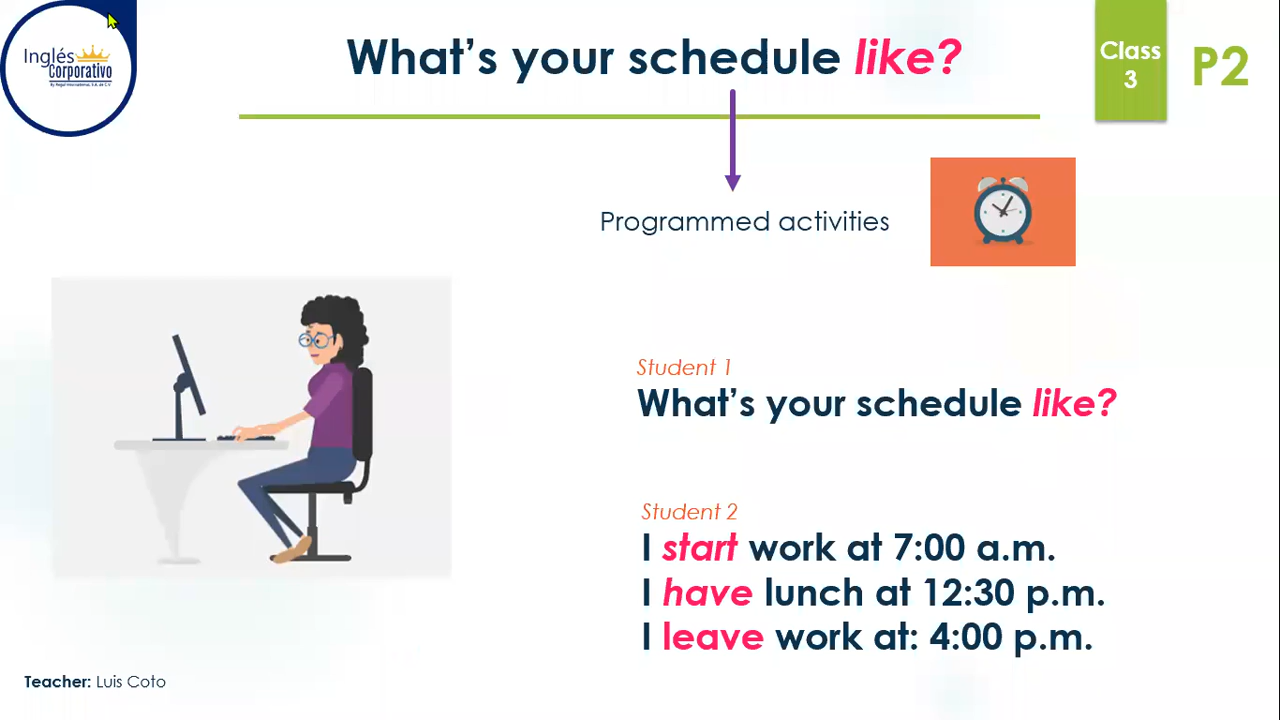 Inglés
Corporativo
What's your schedule like?
Class
3
P2
Programmed activities
Student 1
What's your schedule like?
Student 2
I start work at 7:00 a.m.
I have lunch at 12:30 p.m.
I leave work at: 4:00 p.m.
Teacher: Luis Coto